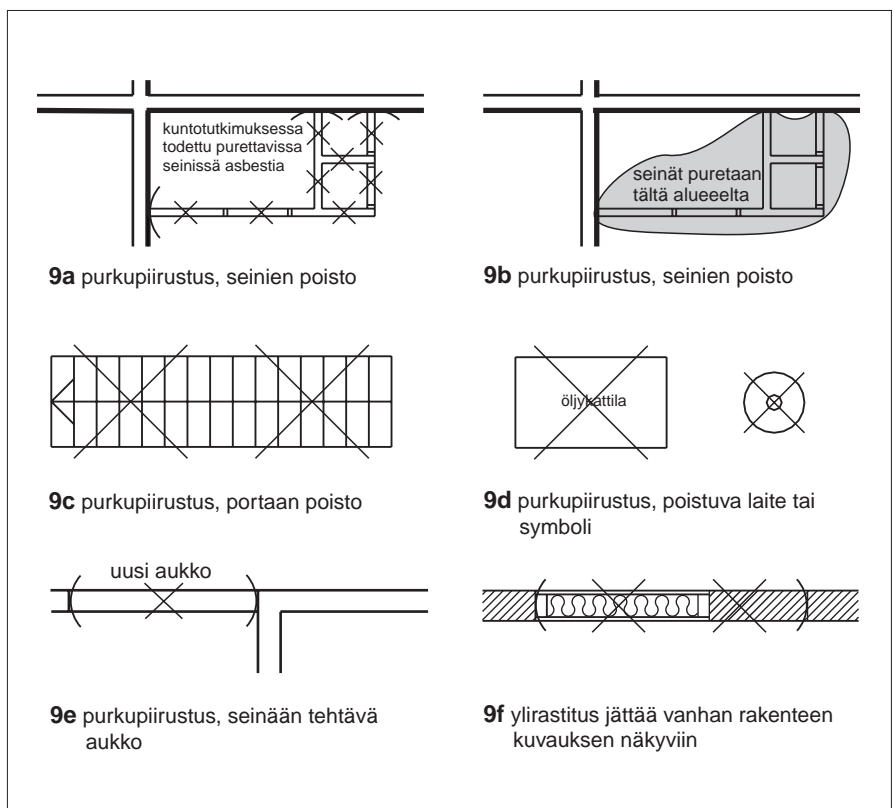 kuntotutkimuksessa
todettu purettavissa
seinissä asbestia
9a purkupiirustus, seinien poisto
seinät puretaan
tältä alueeelta
9b purkupiirustus, seinien poisto
9c purkupiirustus, portaan poisto
öljykattila
9d purkupiirustus, poistuva laite tai
symboli
uusi aukko
9e purkupiirustus, seinään tehtävä
aukko
9f ylirastitus jättää vanhan rakenteen
kuvauksen näkyviin